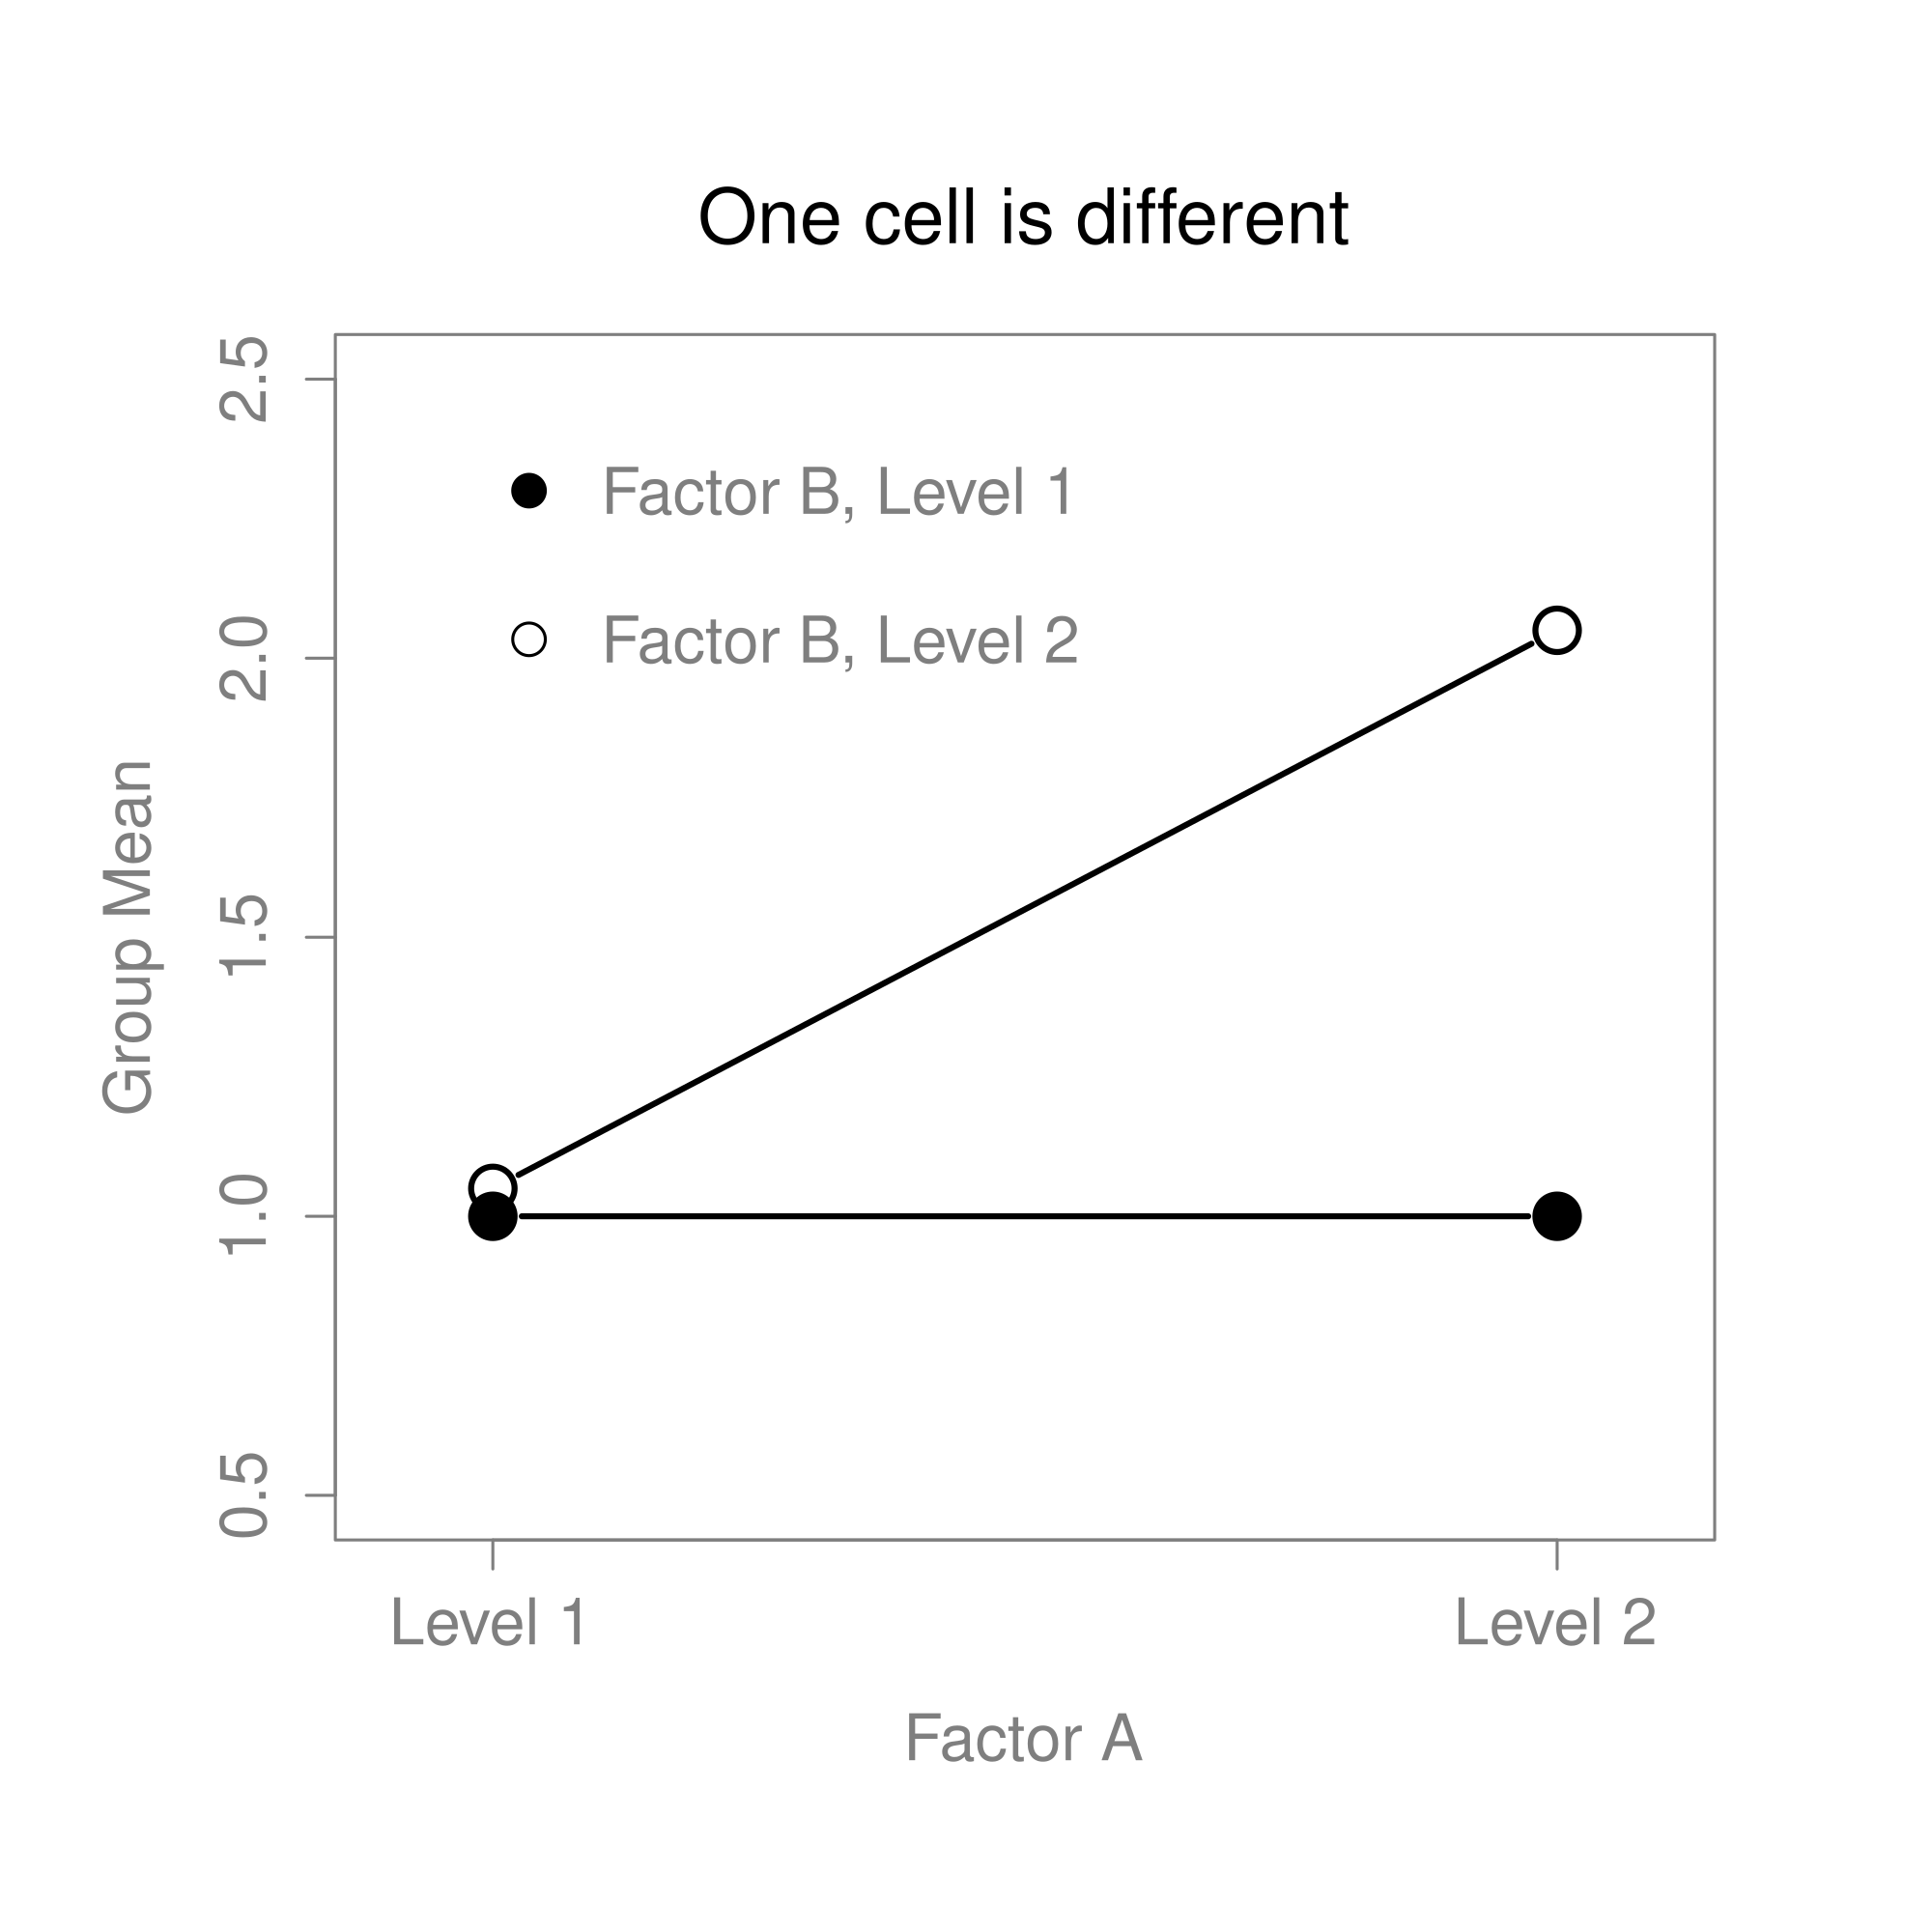 One cell is different
2.5
2.0
1.5
1.0
0.5
Group Mean
Factor B, Level 1
Factor B, Level 2
Level 1
Level 2
Factor A